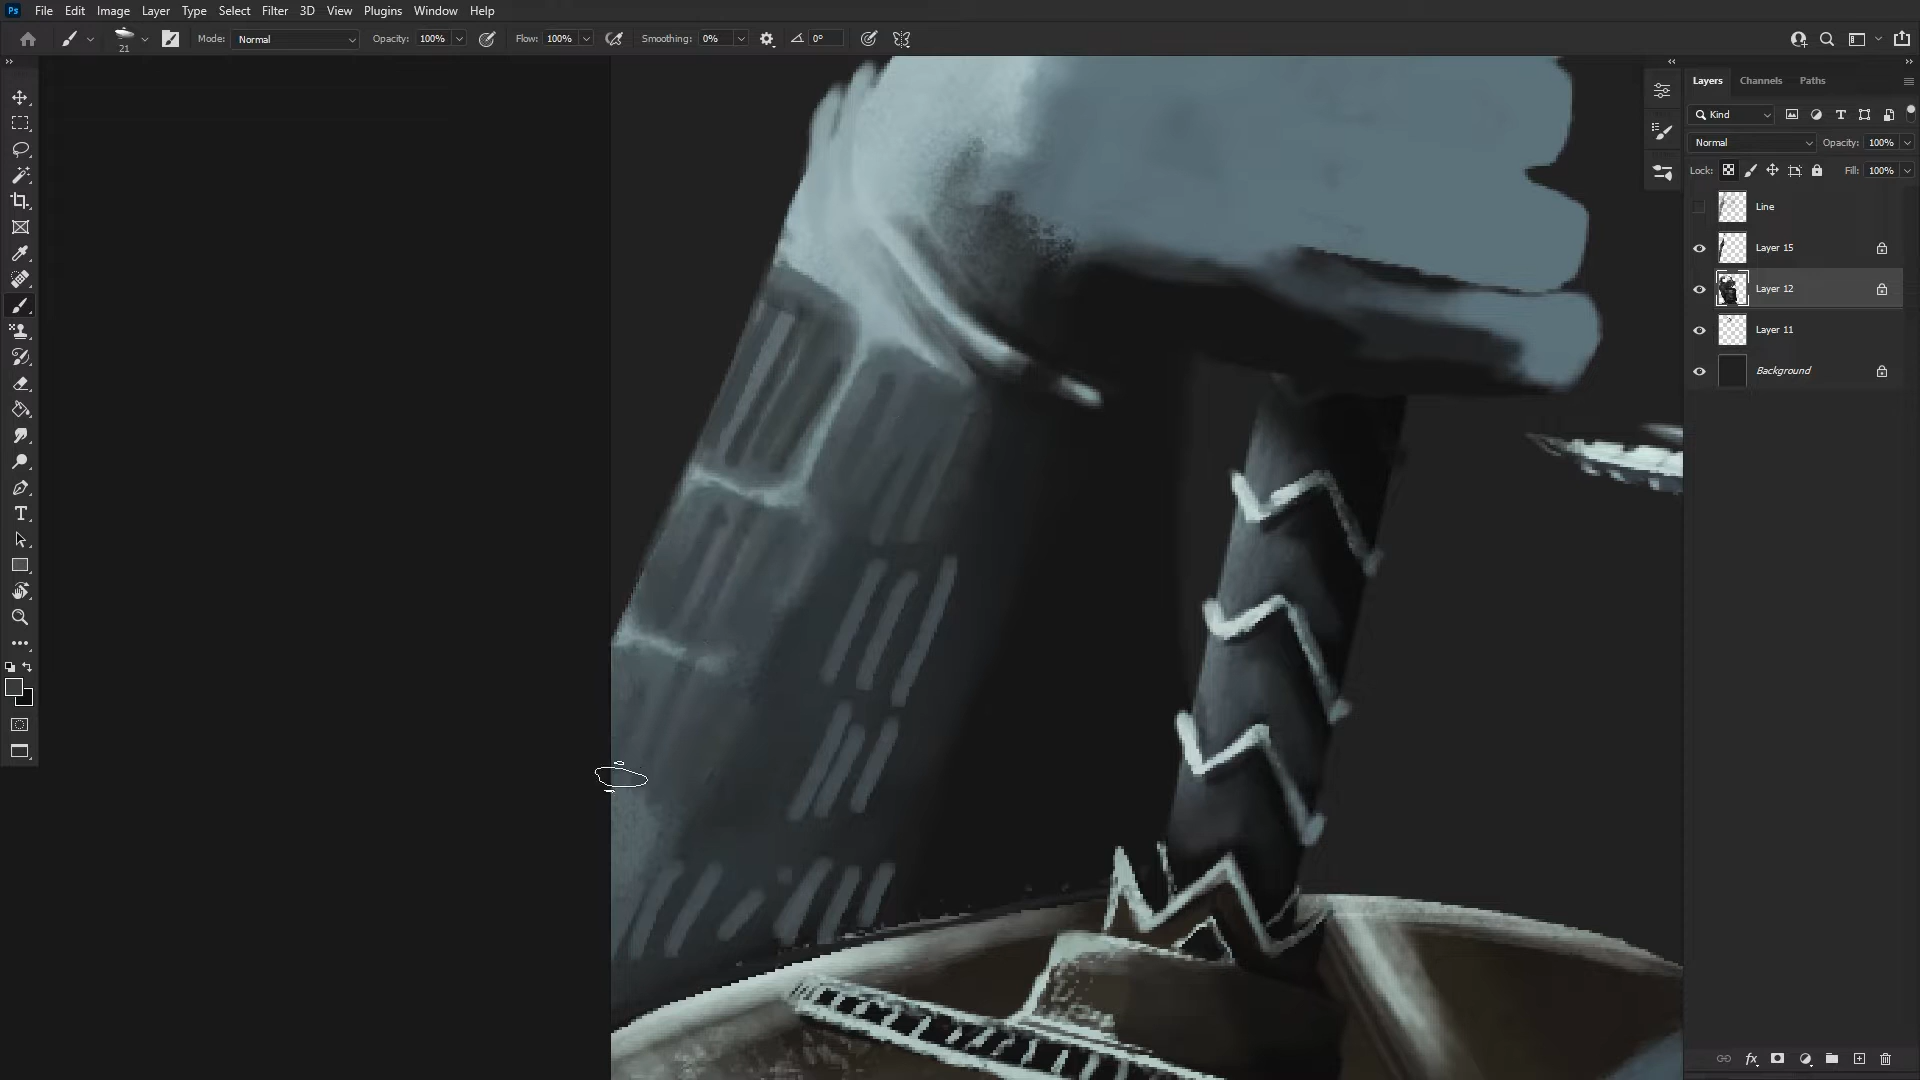 Ps File Edit Image Layer Type Select Filter 3D View Plugins Window Help
21 Mode: Normal Opacity: 100% Flow: 100% Smoothing: 0% 0°
Layers Channels Paths
Kind
Normal Opacity: 100%
Lock: Fill: 100%
Line
Layer 15
Layer 12
Layer 11
Background
fx